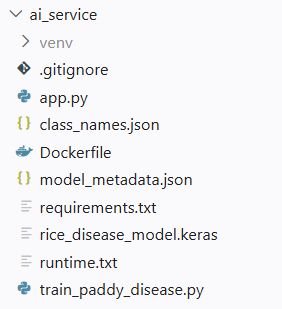 ai_service
venv
.gitignore
app.py
class_names.json
Dockerfile
model_metadata.json
requirements.txt
rice_disease_model.keras
runtime.txt
train_paddy_disease.py